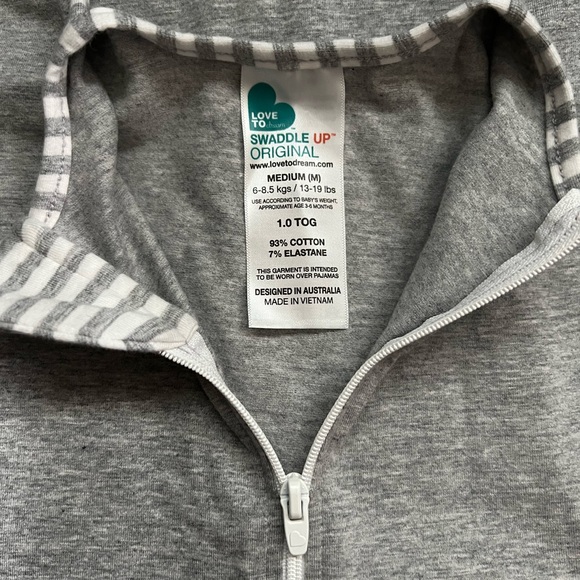 LOVE
TO dream™
SWADDLE UP™
ORIGINAL
www.lovetodream.com
MEDIUM (M)
6-8.5 kgs / 13-19 lbs
USE ACCORDING TO BABY'S WEIGHT,
APPROXIMATE AGE 3-6 MONTHS
1.0 TOG
93% COTTON
7% ELASTANE
THIS GARMENT IS INTENDED
TO BE WORN OVER PAJAMAS
DESIGNED IN AUSTRALIA
MADE IN VIETNAM